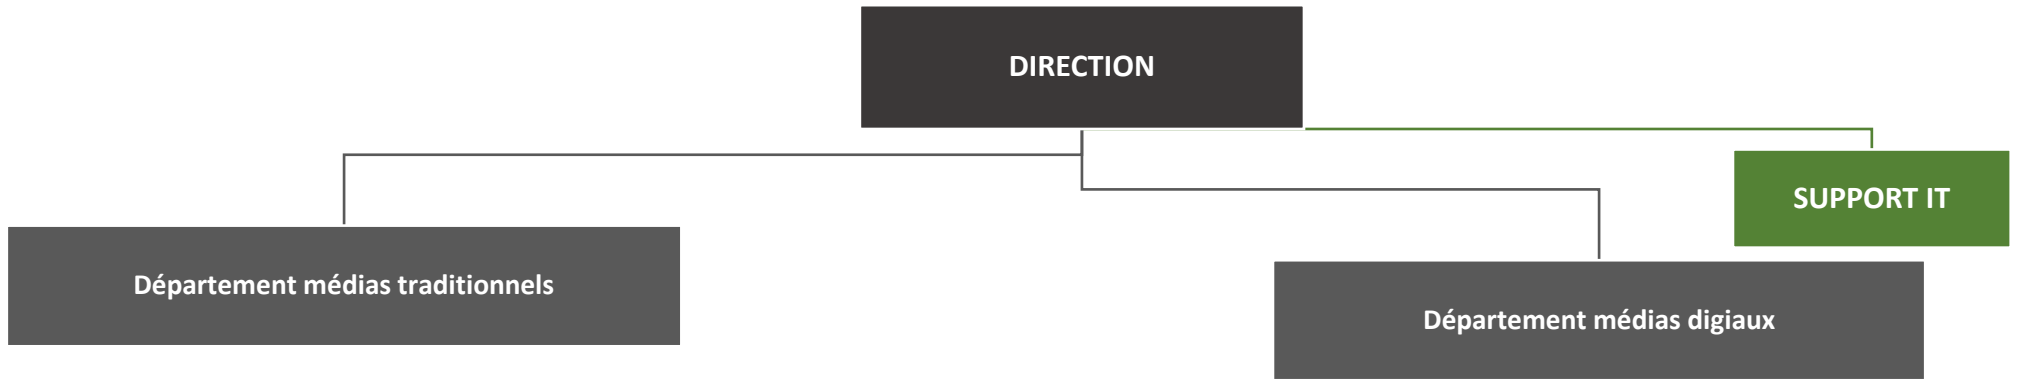 DIRECTION
SUPPORT IT
Département médias traditionnels
Département médias digiaux